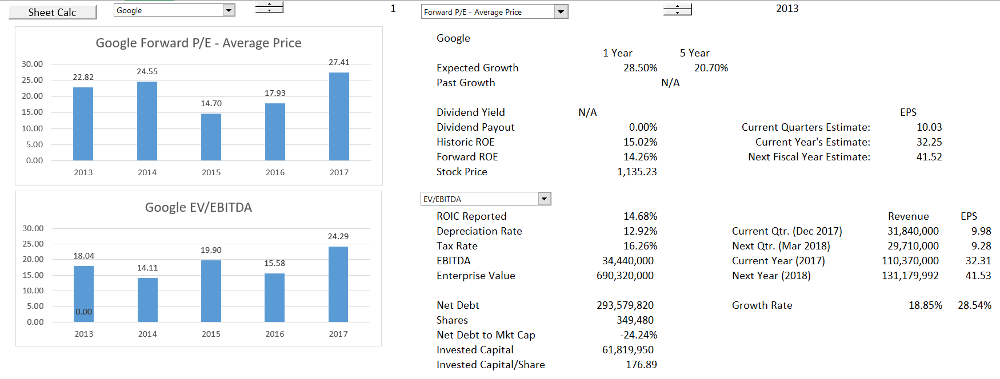 Sheet Calc
Google
1
Forward P/E - Average Price
2013
Google Forward P/E - Average Price
30.00
25.00
20.00
15.00
10.00
5.00
0.00
22.82
24.55
14.70
17.93
27.41
2013 2014 2015 2016 2017
Google EV/EBITDA
30.00
25.00
20.00
15.00
10.00
5.00
0.00
18.04
14.11
19.90
15.58
24.29
0.00
2013 2014 2015 2016 2017
Google
1 Year 5 Year
Expected Growth 28.50% 20.70%
Past Growth N/A
Dividend Yield N/A
Dividend Payout 0.00%
Historic ROE 15.02%
Forward ROE 14.26%
Stock Price 1,135.23
EPS
Current Quarters Estimate: 10.03
Current Year's Estimate: 32.25
Next Fiscal Year Estimate: 41.52
EV/EBITDA
ROIC Reported 14.68%
Depreciation Rate 12.92%
Tax Rate 16.26%
EBITDA 34,440,000
Enterprise Value 690,320,000
Net Debt 293,579,820
Shares 349,480
Net Debt to Mkt Cap -24.24%
Invested Capital 61,819,950
Invested Capital/Share 176.89
Revenue EPS
Current Qtr. (Dec 2017) 31,840,000 9.98
Next Qtr. (Mar 2018) 29,710,000 9.28
Current Year (2017) 110,370,000 32.31
Next Year (2018) 131,179,992 41.53
Growth Rate 18.85% 28.54%